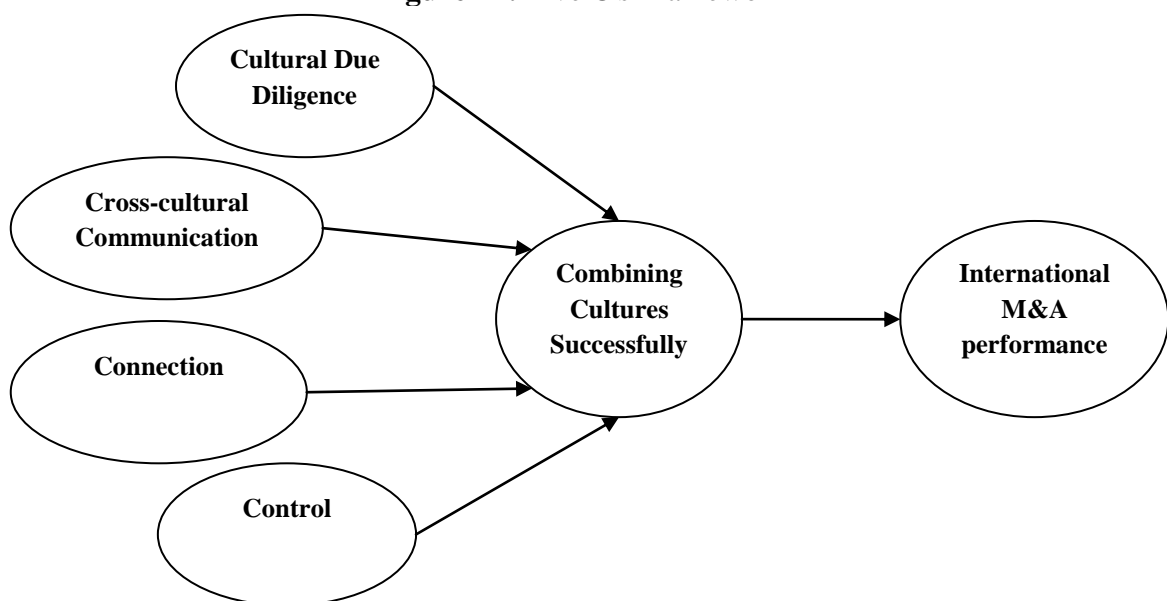 Cultural Due
Diligence
Cross-cultural
Communication
Connection
Control
Combining
Cultures
Successfully
International
M&A
performance